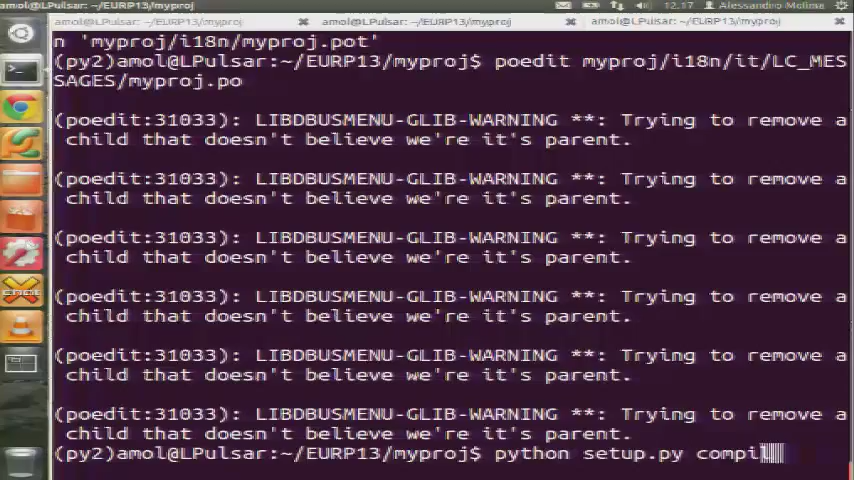 12.17 Alessandro Molina
amol@LPulsar: ~/EURP13/myproj amol@LPulsar: ~/EURP13/myproj amol@LPulsar: ~/EURP13/myproj
n 'myproj/i18n/myproj.pot'
(py2)amol@LPulsar:~/EURP13/myproj$ poedit myproj/i18n/it/LC_MES
SAGES/myproj.po
(poedit:31033): LIBDBUSMENU-GLIB-WARNING **: Trying to remove a
child that doesn't believe we're it's parent.
(poedit:31033): LIBDBUSMENU-GLIB-WARNING **: Trying to remove a
child that doesn't believe we're it's parent.
(poedit:31033): LIBDBUSMENU-GLIB-WARNING **: Trying to remove a
child that doesn't believe we're it's parent.
(poedit:31033): LIBDBUSMENU-GLIB-WARNING **: Trying to remove a
child that doesn't believe we're it's parent.
(poedit:31033): LIBDBUSMENU-GLIB-WARNING **: Trying to remove a
child that doesn't believe we're it's parent.
(poedit:31033): LIBDBUSMENU-GLIB-WARNING **: Trying to remove a
child that doesn't believe we're it's parent.
(py2)amol@LPulsar:~/EURP13/myproj$ python setup.py compil